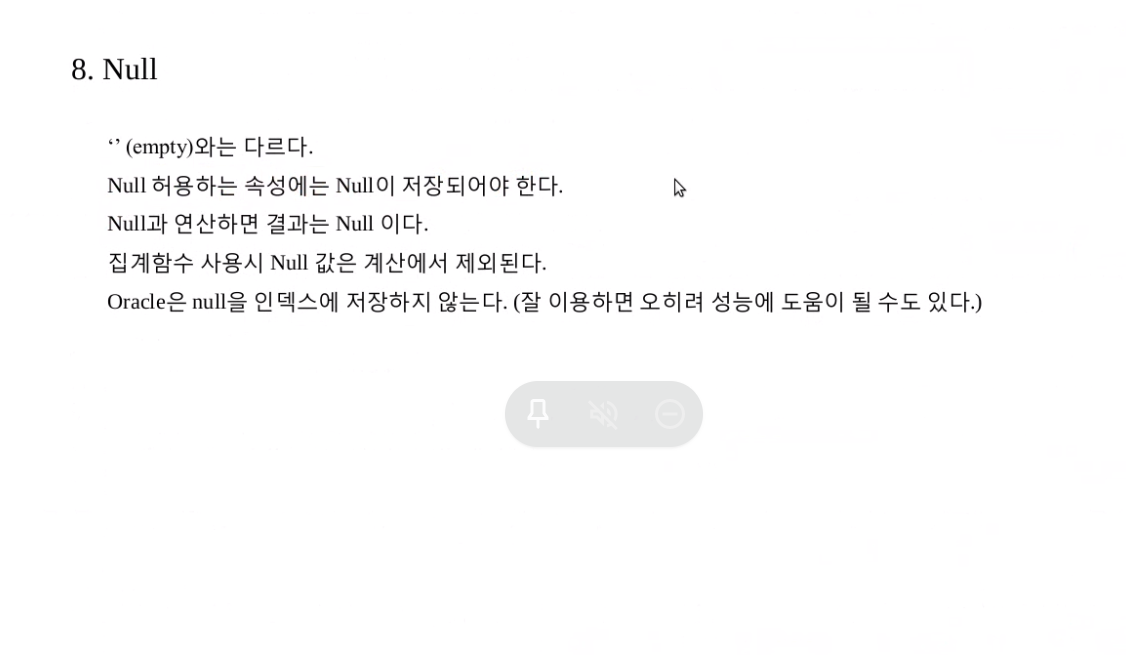 8. Null
‘’ (empty)와는 다르다.
Null 허용하는 속성에는 Null이 저장되어야 한다.
Null과 연산하면 결과는 Null 이다.
집계함수 사용시 Null 값은 계산에서 제외된다.
Oracle은 null을 인덱스에 저장하지 않는다. (잘 이용하면 오히려 성능에 도움이 될 수도 있다.)